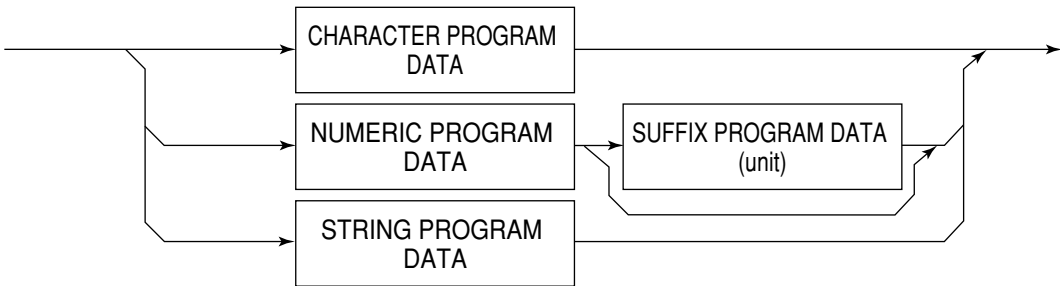 CHARACTER PROGRAM
DATA
NUMERIC PROGRAM
DATA
SUFFIX PROGRAM DATA
(unit)
STRING PROGRAM
DATA